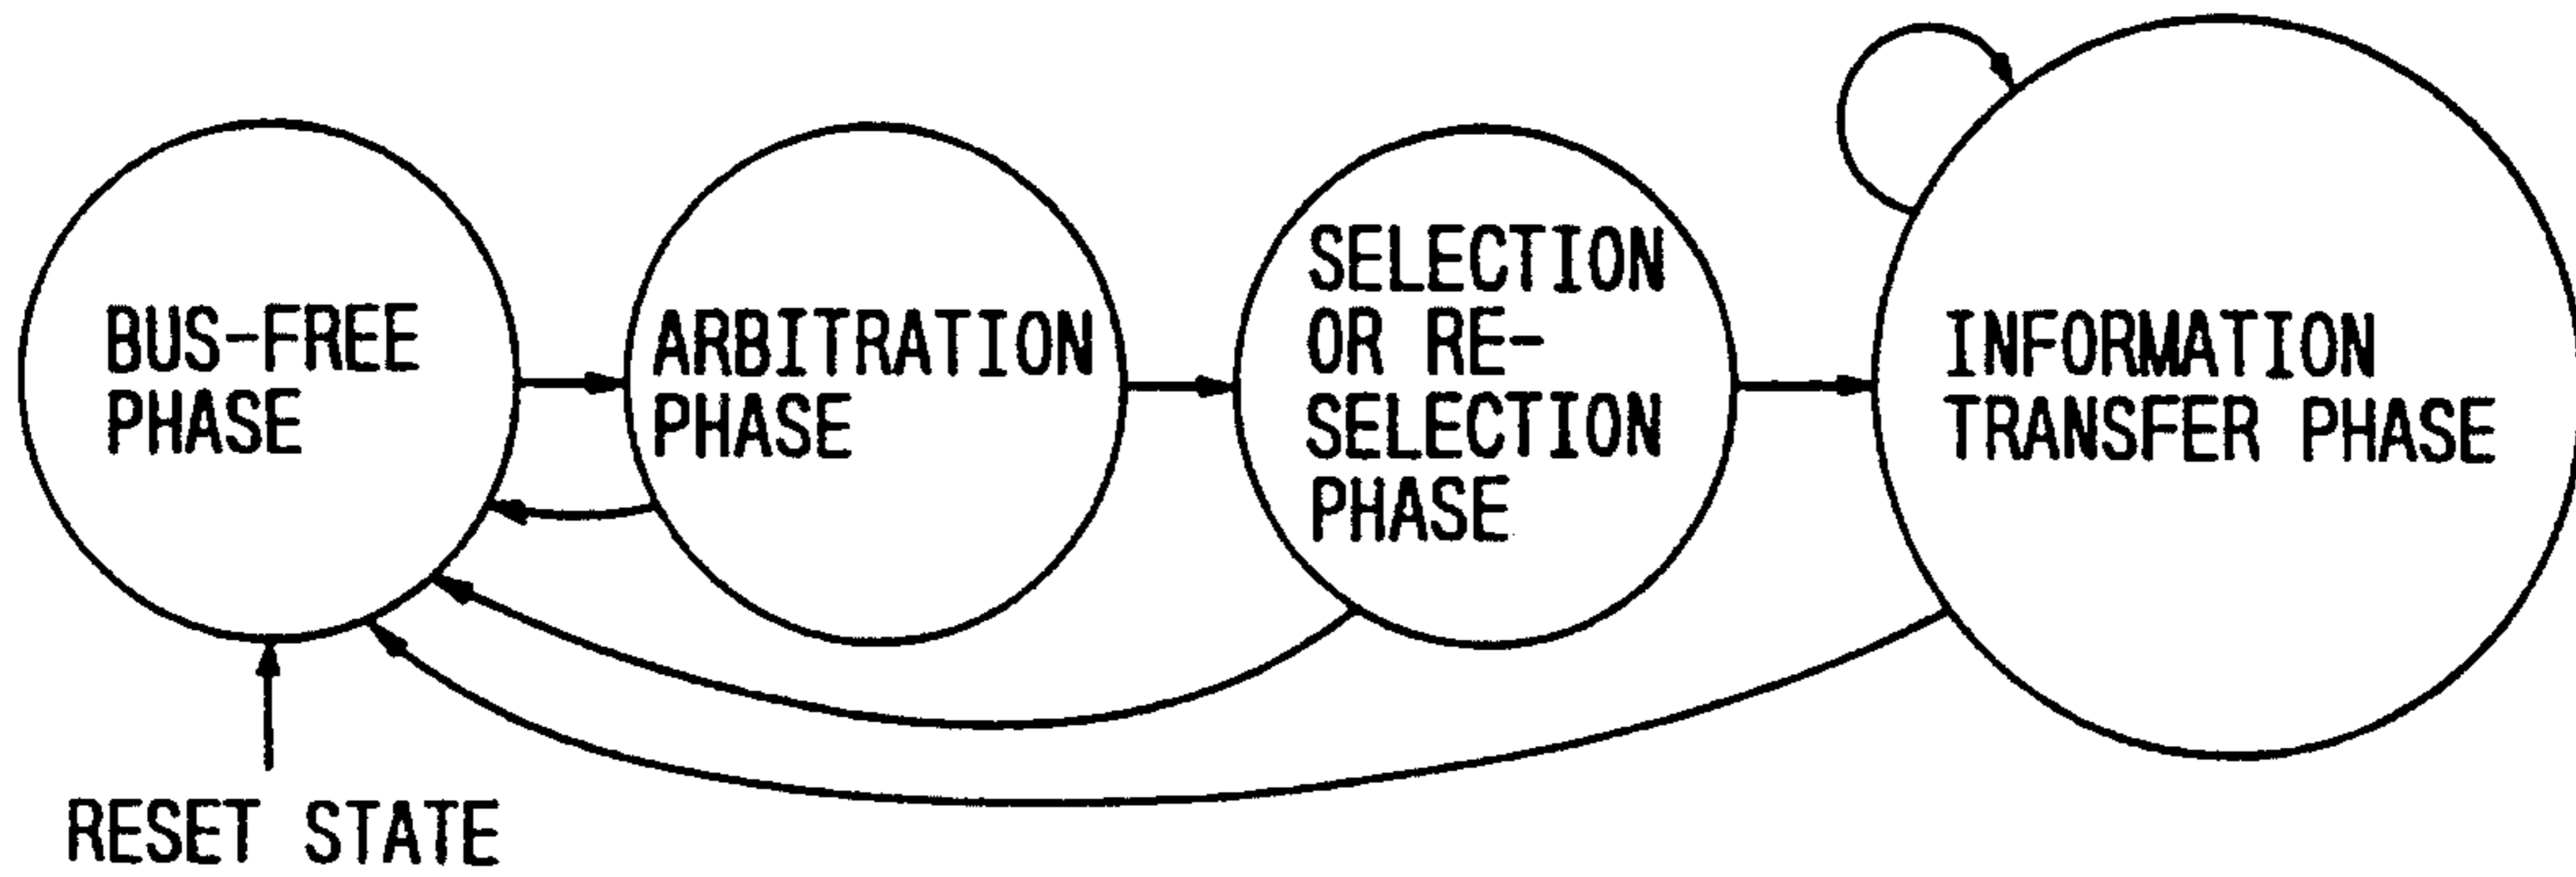 BUS-FREE
PHASE
ARBITRATION
PHASE
SELECTION
OR RE-
SELECTION
PHASE
INFORMATION
TRANSFER PHASE
RESET STATE